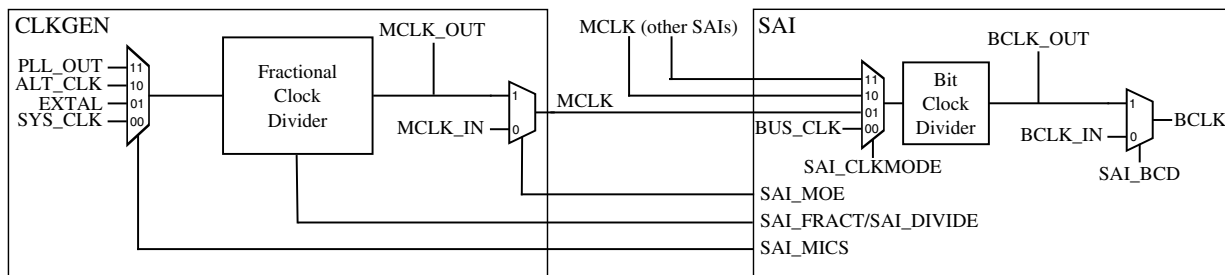 CLKGEN
PLL_OUT
ALT_CLK
EXTAL
SYS_CLK
11
10
01
00
Fractional
Clock
Divider
MCLK_OUT
MCLK_IN
1
0
MCLK
MCLK (other SAIs)
SAI
BUS_CLK
11
10
01
00
SAI_CLKMODE
Bit
Clock
Divider
BCLK_OUT
BCLK_IN
1
0
BCLK
SAI_BCD
SAI_MOE
SAI_FRACT/SAI_DIVIDE
SAI_MICS